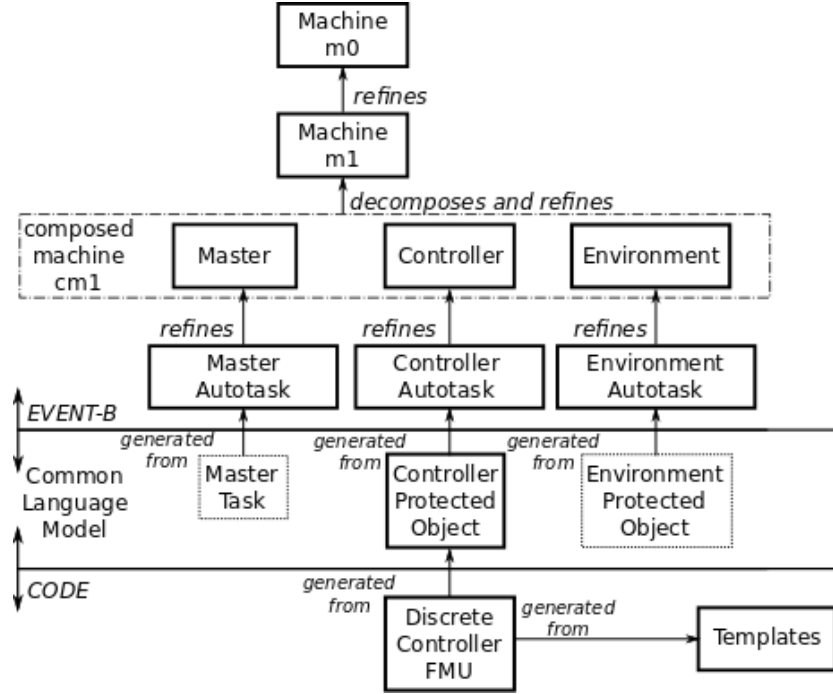 Machine
m0
refines
Machine
m1
decomposes and refines
composed
machine
cm1
Master
Controller
Environment
refines
refines
refines
Master
Autotask
Controller
Autotask
Environment
Autotask
EVENT-B
generated
from
generated
from
generated
from
Common
Language
Model
Master
Task
Controller
Protected
Object
Environment
Protected
Object
CODE
generated
from
Discrete
Controller
FMU
generated
from
Templates